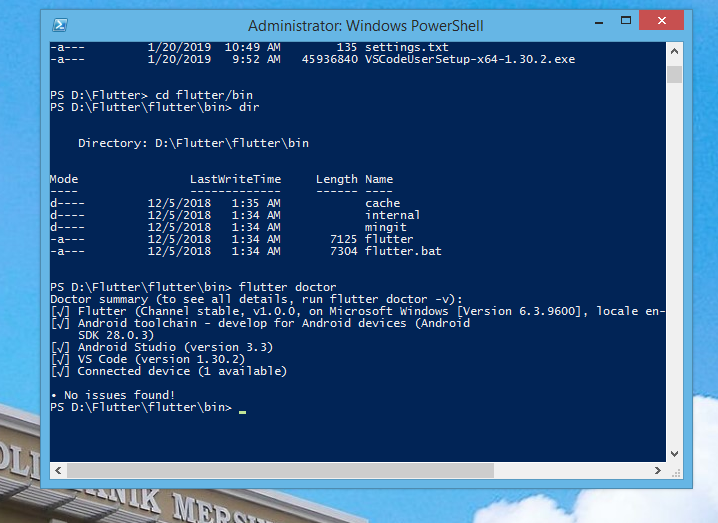 Administrator: Windows PowerShell
-a---         1/20/2019  10:49 AM        135 settings.txt
-a---         1/20/2019   9:52 AM   45936840 VSCodeUserSetup-x64-1.30.2.exe
PS D:\Flutter> cd flutter/bin
PS D:\Flutter\flutter\bin> dir
Directory: D:\Flutter\flutter\bin
Mode                LastWriteTime     Length Name
----                -------------     ------ ----
d----         12/5/2018   1:35 AM            cache
d----         12/5/2018   1:34 AM            internal
d----         12/5/2018   1:34 AM            mingit
-a---         12/5/2018   1:34 AM       7125 flutter
-a---         12/5/2018   1:34 AM       7304 flutter.bat
PS D:\Flutter\flutter\bin> flutter doctor
Doctor summary (to see all details, run flutter doctor -v):
[√] Flutter (Channel stable, v1.0.0, on Microsoft Windows [Version 6.3.9600], locale en-
[√] Android toolchain - develop for Android devices (Android
SDK 28.0.3)
[√] Android Studio (version 3.3)
[√] VS Code (version 1.30.2)
[√] Connected device (1 available)
• No issues found!
PS D:\Flutter\flutter\bin>